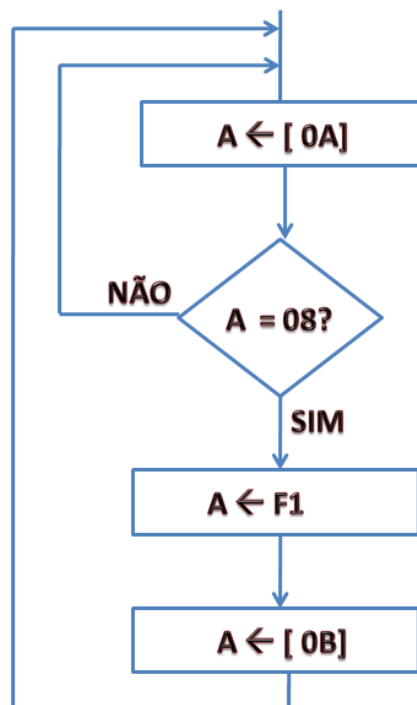 A ← [ 0A]
NÃO
A = 08?
SIM
A ← F1
A ← [ 0B]